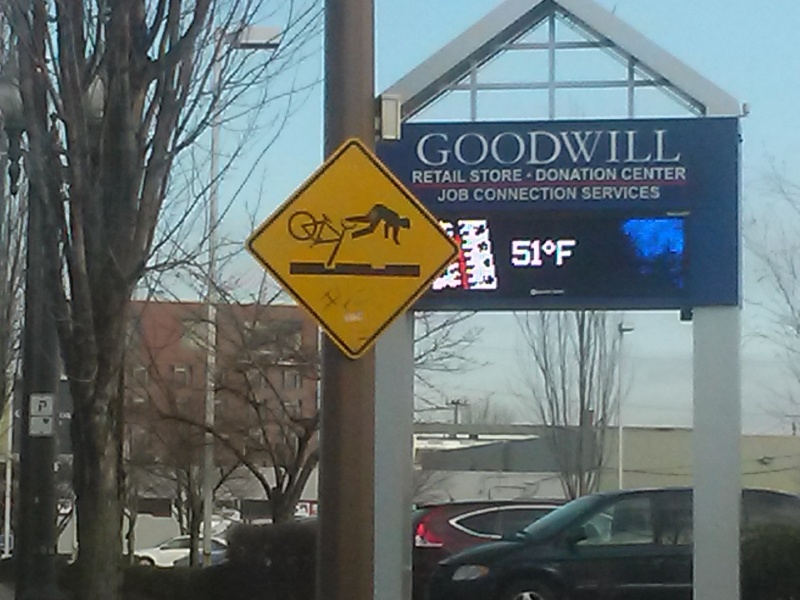 GOODWILL
RETAIL STORE • DONATION CENTER
JOB CONNECTION SERVICES
51°F